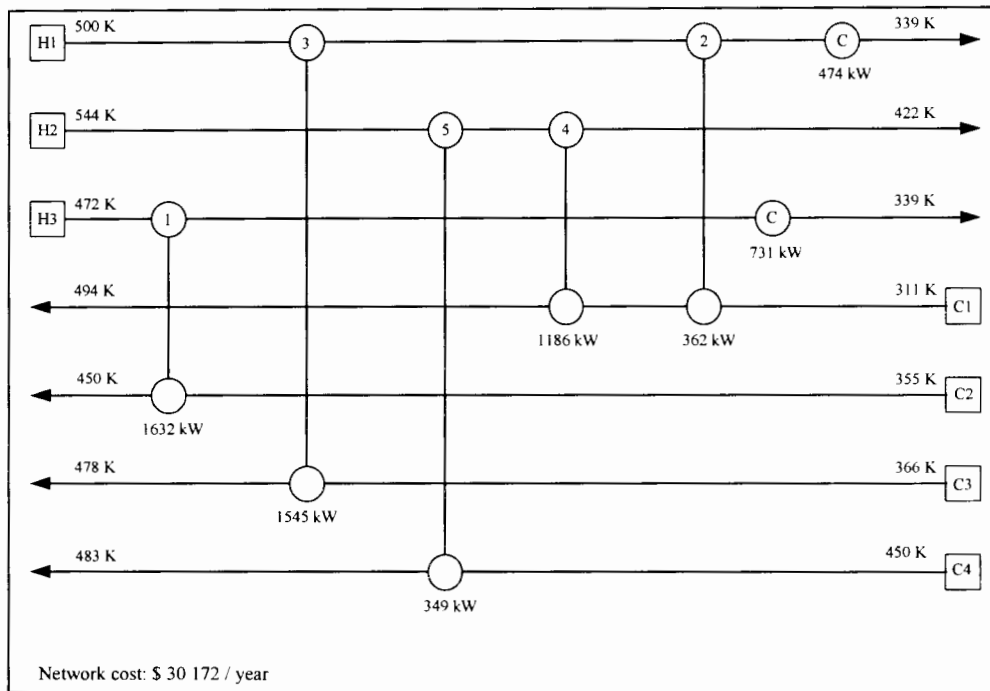 500 K
339 K
H1
3
2
C
474 kW
544 K
422 K
H2
5
4
472 K
339 K
H3
1
C
731 kW
494 K
311 K
C1
1186 kW
362 kW
450 K
355 K
C2
1632 kW
478 K
366 K
C3
1545 kW
483 K
450 K
C4
349 kW
Network cost: $ 30 172 / year